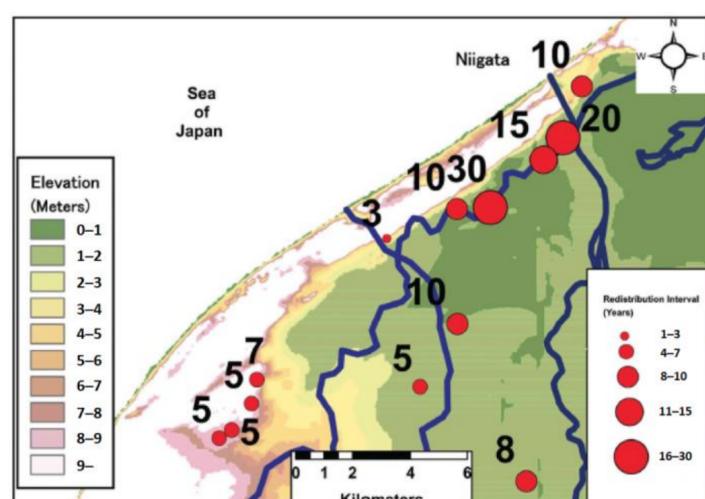 Niigata
10
N
W
E
S
Sea
of
Japan
15
20
10
30
3
Elevation
(Meters)
0–1
1–2
2–3
3–4
4–5
5–6
6–7
7–8
8–9
9–
10
7
5
5
5
5
8
Redistribution Interval
(Years)
1–3
4–7
8–10
11–15
16–30
0 1 2 4 6
Kilometers